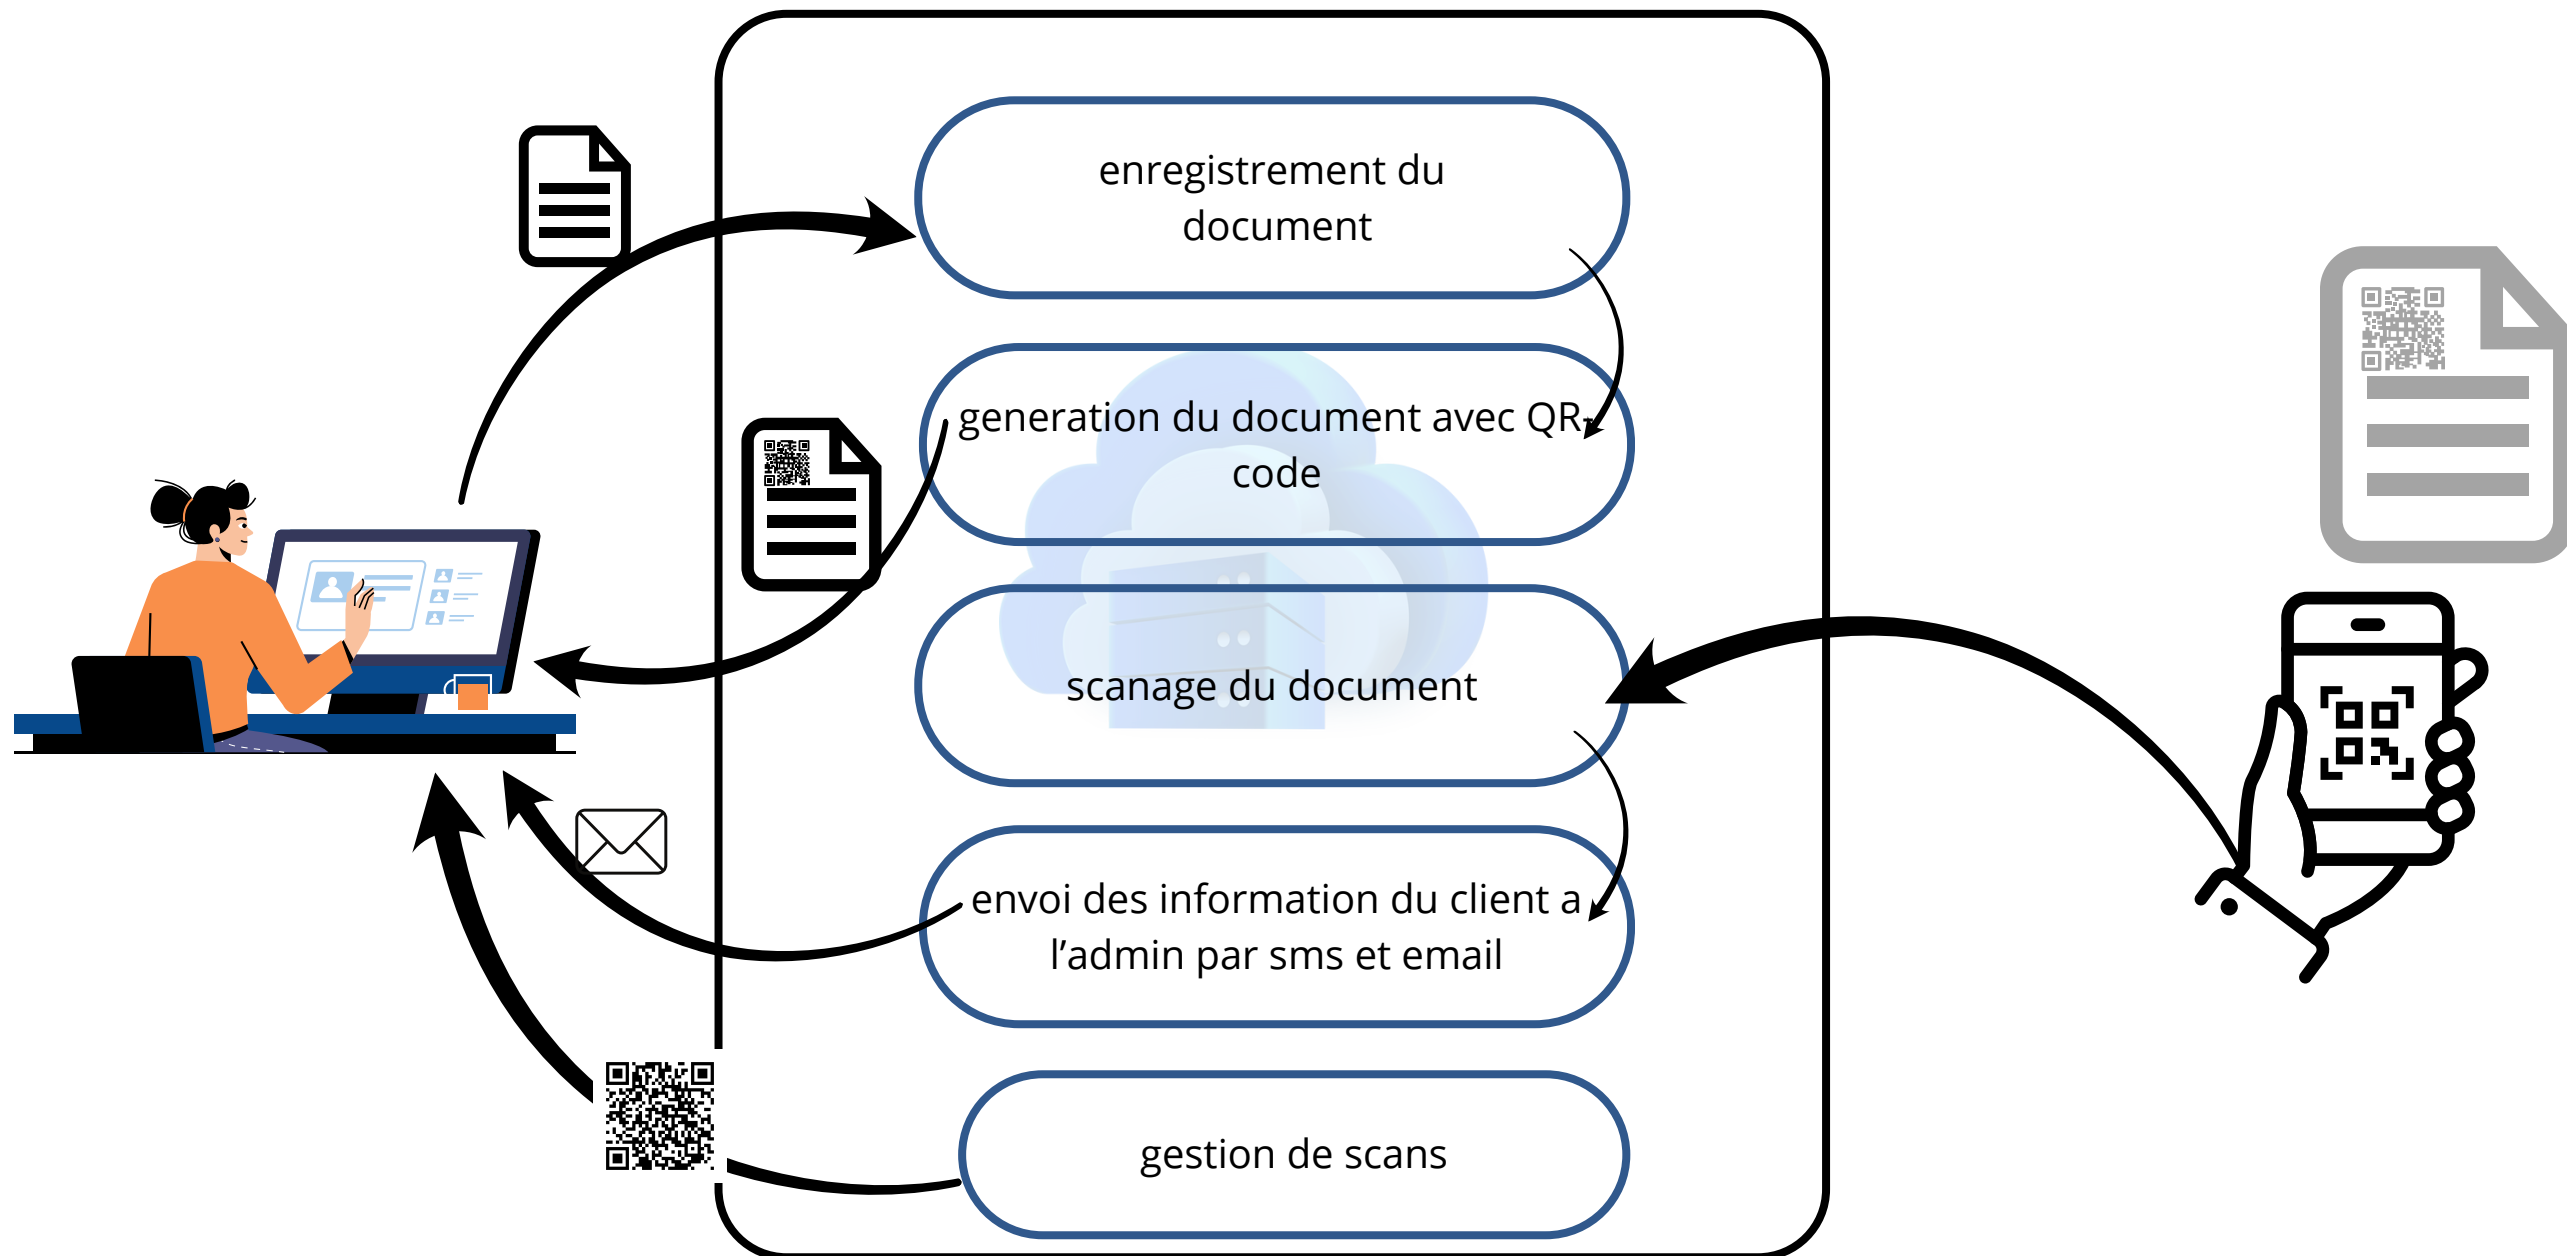 enregistrement du
document
generation du document avec QR-
code
scanage du document
envoi des information du client a
l’admin par sms et email
gestion de scans